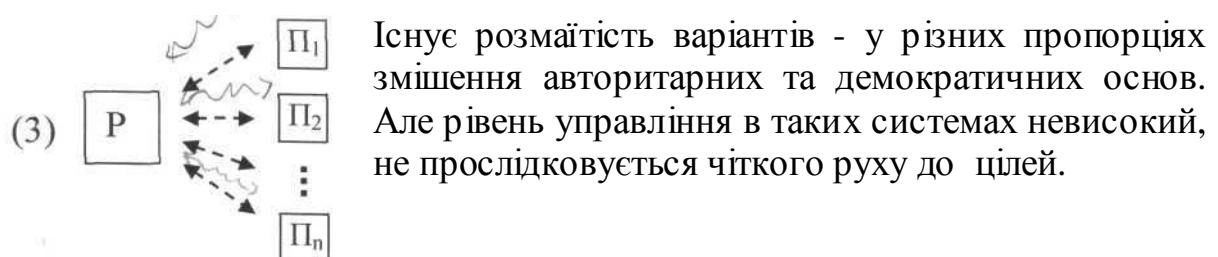 (3) Р П1
П2
⋮
Пn
Існує розмаїтість варіантів - у різних пропорціях
змішення авторитарних та демократичних основ.
Але рівень управління в таких системах невисокий,
не прослідковується чіткого руху до цілей.